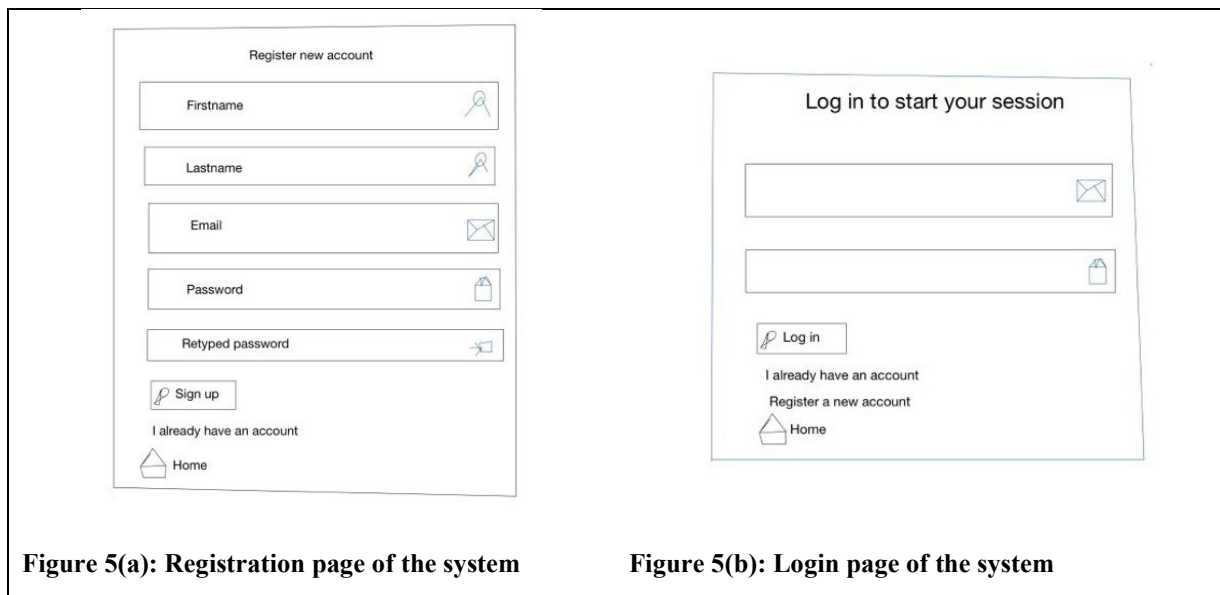 Register new account
Firstname
Lastname
Email
Password
Retyped password
Sign up
I already have an account
Home
Log in to start your session
Log in
I already have an account
Register a new account
Home
Figure 5(a): Registration page of the system
Figure 5(b): Login page of the system